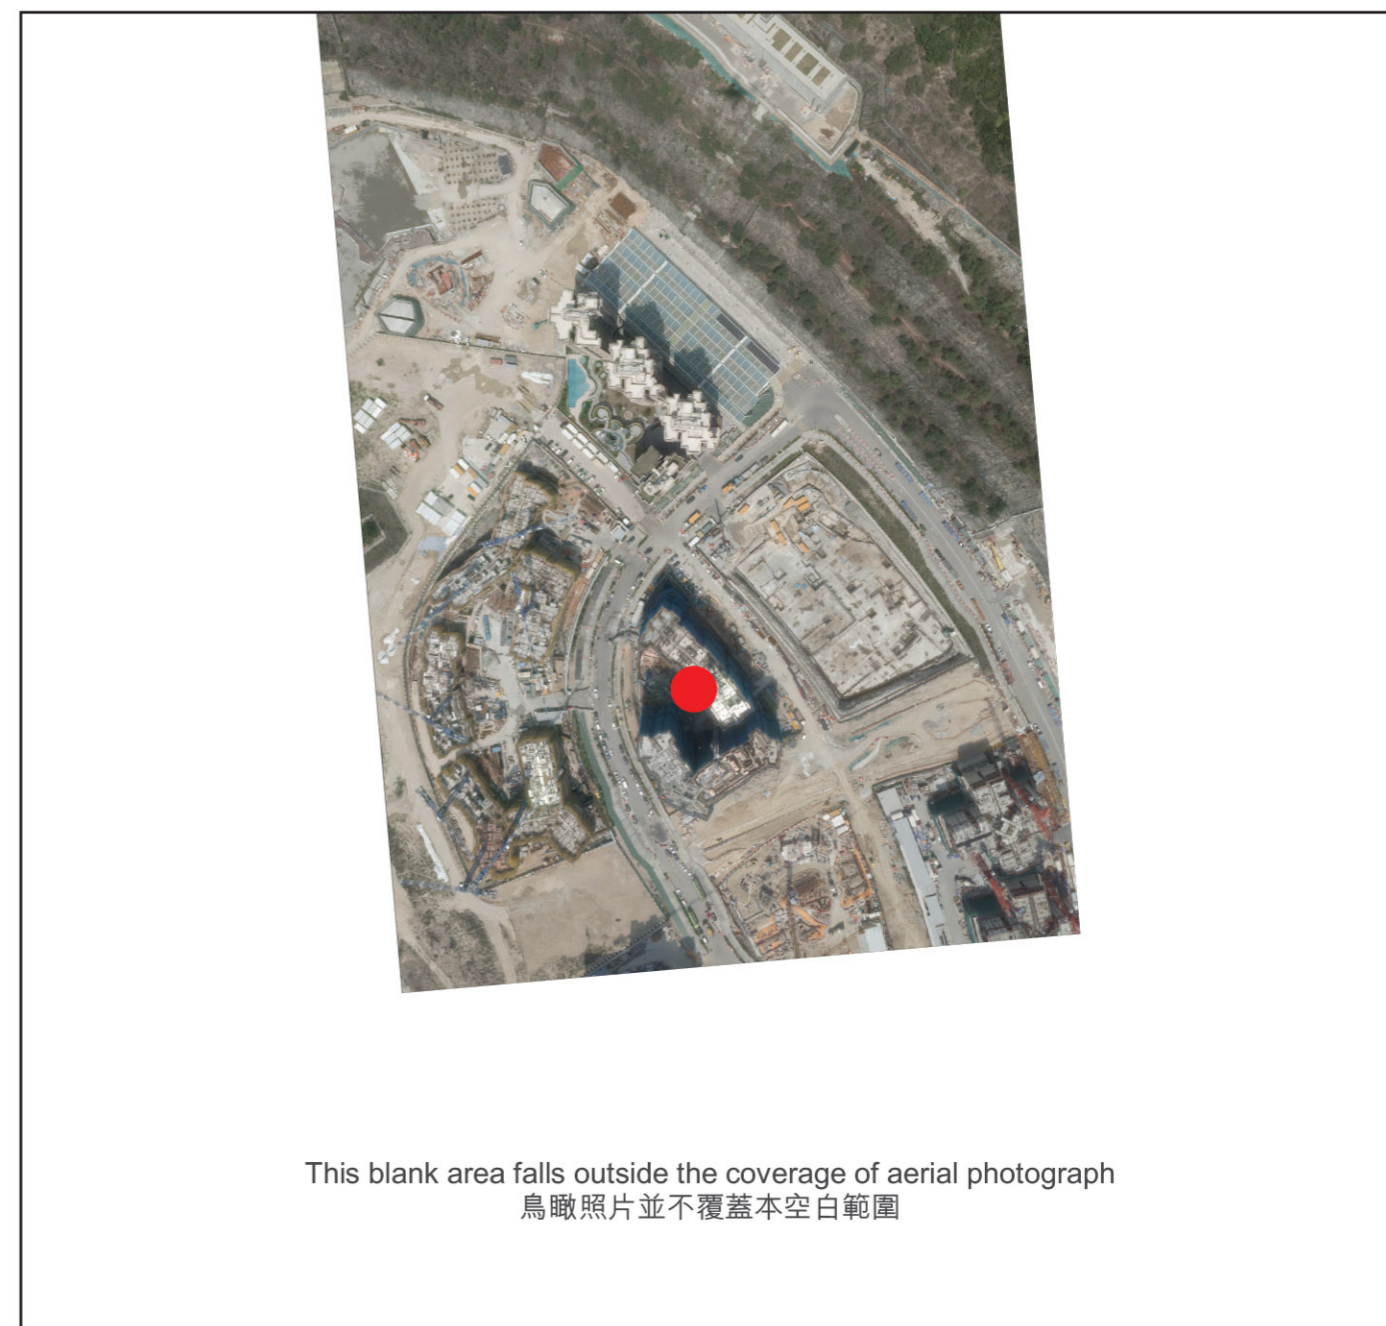 This blank area falls outside the coverage of aerial photograph
鳥瞰照片並不覆蓋本空白範圍